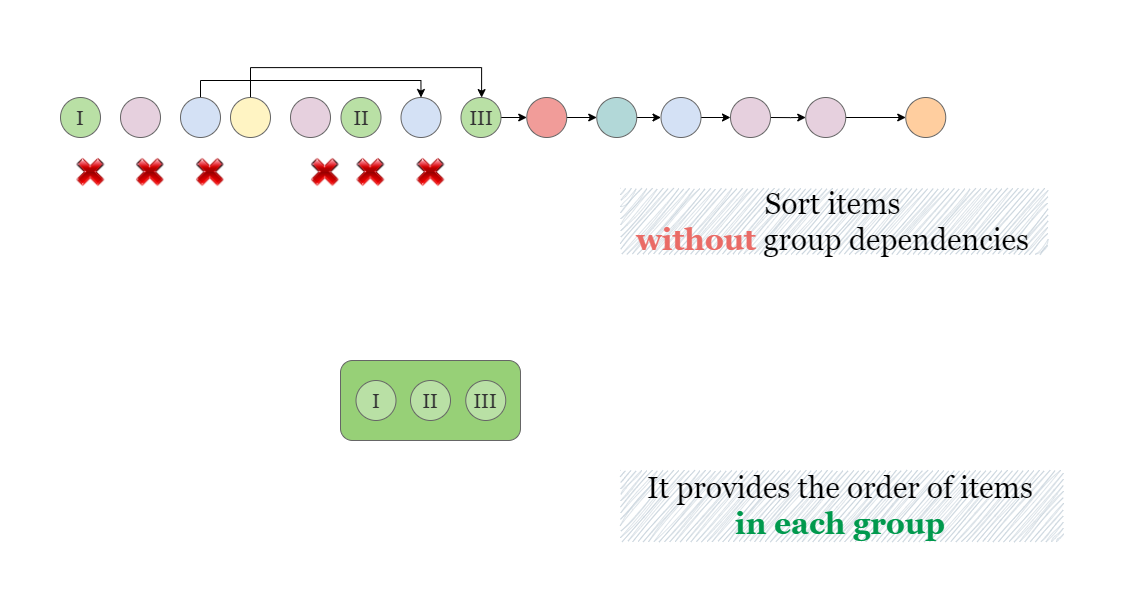 I
II
III
Sort items
without group dependencies
I
II
III
It provides the order of items
in each group